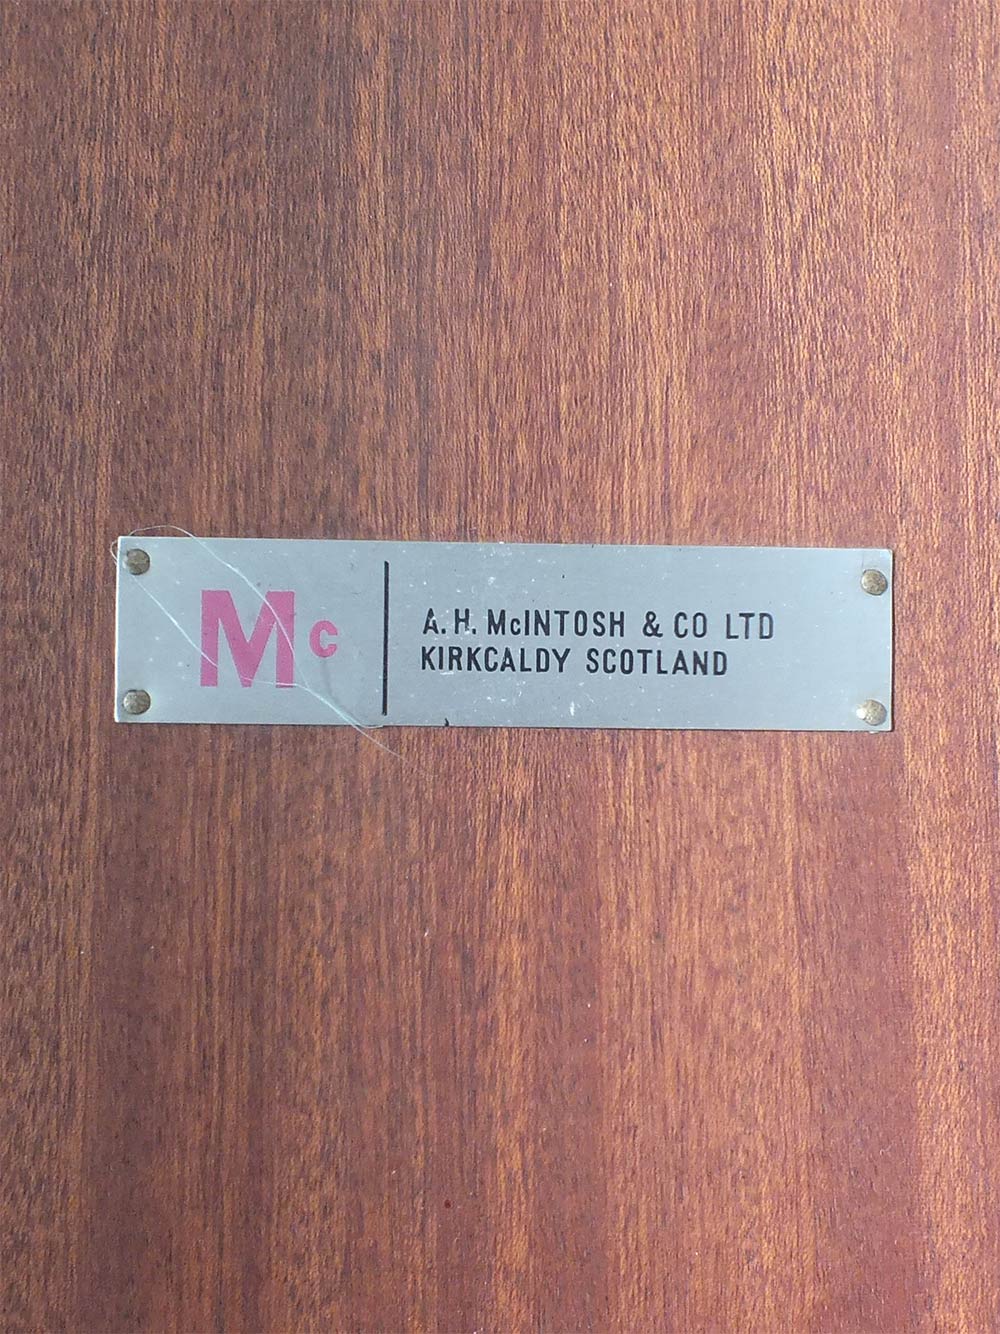 Mc
A. H. McINTOSH & CO LTD
KIRKCALDY SCOTLAND